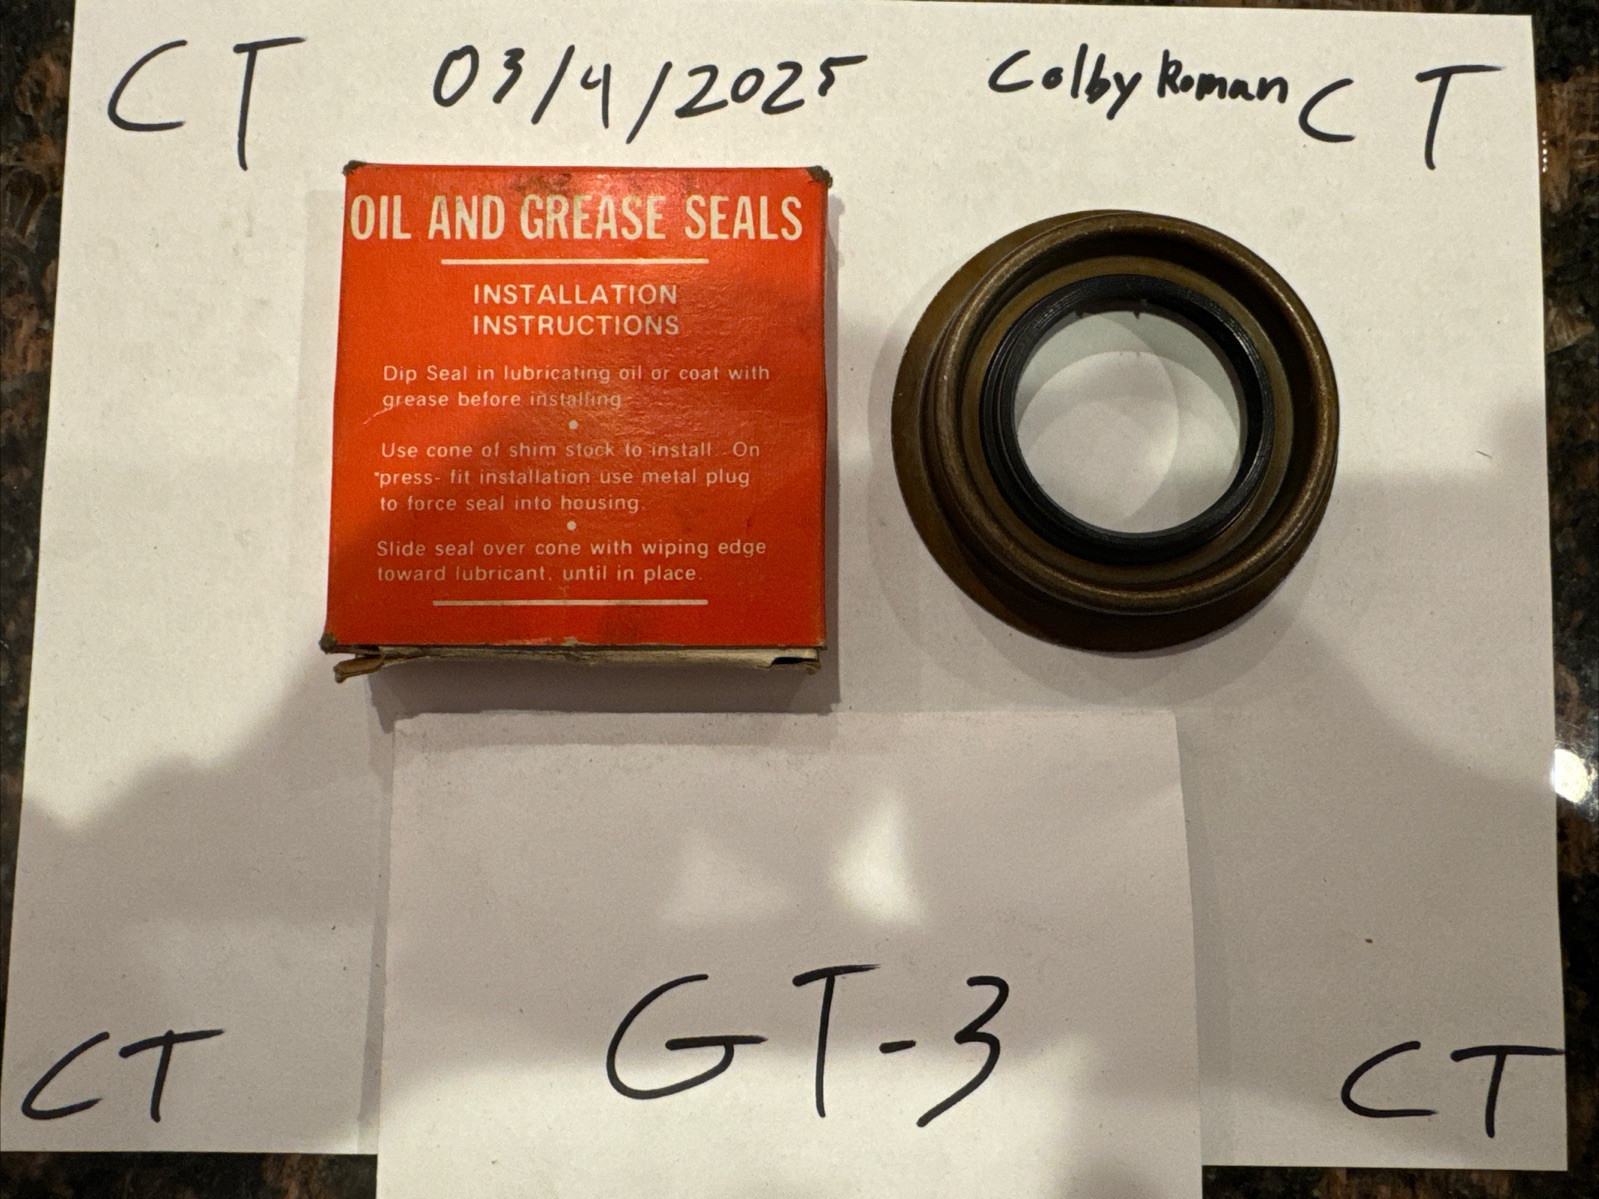 CT 03/4/2025 Colby Roman CT
OIL AND GREASE SEALS
INSTALLATION
INSTRUCTIONS
Dip Seal in lubricating oil or coat with
grease before installing
•
Use cone of shim stock to install. On
press- fit installation use metal plug
to force seal into housing.
•
Slide seal over cone with wiping edge
toward lubricant, until in place.
GT-3
CT CT